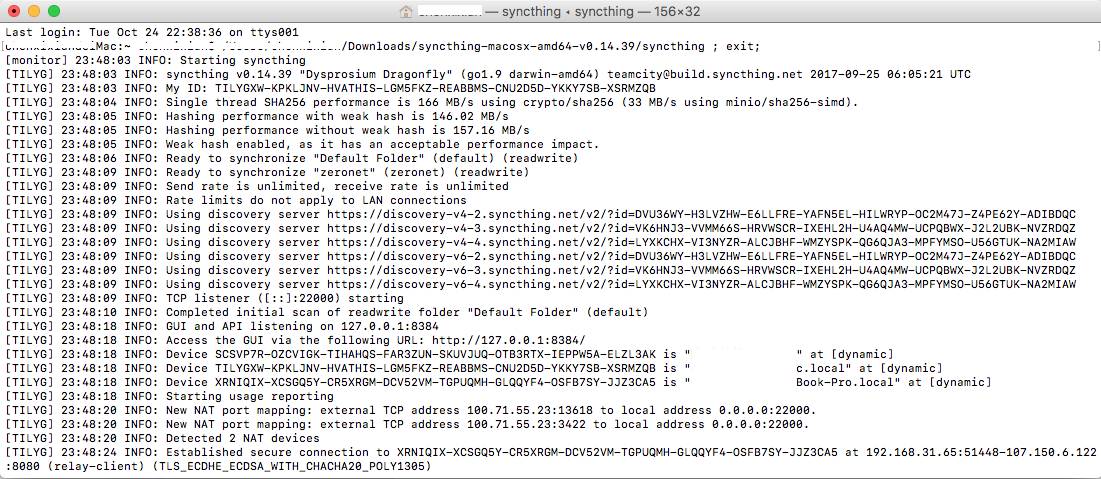 — syncthing ◂ syncthing — 156×32
Last login: Tue Oct 24 22:38:36 on ttys001
Mac:~ /Downloads/syncthing-macosx-amd64-v0.14.39/syncthing ; exit;
[monitor] 23:48:03 INFO: Starting syncthing
[TILYG] 23:48:03 INFO: syncthing v0.14.39 "Dysprosium Dragonfly" (go1.9 darwin-amd64) teamcity@build.syncthing.net 2017-09-25 06:05:21 UTC
[TILYG] 23:48:03 INFO: My ID: TILYGXW-KPKLJNV-HVATHIS-LGM5FKZ-REABBMS-CNU2D5D-YKKY7SB-XSRMZQB
[TILYG] 23:48:04 INFO: Single thread SHA256 performance is 166 MB/s using crypto/sha256 (33 MB/s using minio/sha256-simd).
[TILYG] 23:48:05 INFO: Hashing performance with weak hash is 146.02 MB/s
[TILYG] 23:48:05 INFO: Hashing performance without weak hash is 157.16 MB/s
[TILYG] 23:48:05 INFO: Weak hash enabled, as it has an acceptable performance impact.
[TILYG] 23:48:06 INFO: Ready to synchronize "Default Folder" (default) (readwrite)
[TILYG] 23:48:09 INFO: Ready to synchronize "zeronet" (zeronet) (readwrite)
[TILYG] 23:48:09 INFO: Send rate is unlimited, receive rate is unlimited
[TILYG] 23:48:09 INFO: Rate limits do not apply to LAN connections
[TILYG] 23:48:09 INFO: Using discovery server https://discovery-v4-2.syncthing.net/v2/?id=DVU36WY-H3LVZHW-E6LLFRE-YAFN5EL-HILWRYP-OC2M47J-Z4PE62Y-ADIBDQC
[TILYG] 23:48:09 INFO: Using discovery server https://discovery-v4-3.syncthing.net/v2/?id=VK6HNJ3-VVMM66S-HRVWSCR-IXEHL2H-U4AQ4MW-UCPQBWX-J2L2UBK-NVZRDQZ
[TILYG] 23:48:09 INFO: Using discovery server https://discovery-v4-4.syncthing.net/v2/?id=LYXKCHX-VI3NYZR-ALCJBHF-WMZYSPK-QG6QJA3-MPFYMSO-U56GTUK-NA2MIAW
[TILYG] 23:48:09 INFO: Using discovery server https://discovery-v6-2.syncthing.net/v2/?id=DVU36WY-H3LVZHW-E6LLFRE-YAFN5EL-HILWRYP-OC2M47J-Z4PE62Y-ADIBDQC
[TILYG] 23:48:09 INFO: Using discovery server https://discovery-v6-3.syncthing.net/v2/?id=VK6HNJ3-VVMM66S-HRVWSCR-IXEHL2H-U4AQ4MW-UCPQBWX-J2L2UBK-NVZRDQZ
[TILYG] 23:48:09 INFO: Using discovery server https://discovery-v6-4.syncthing.net/v2/?id=LYXKCHX-VI3NYZR-ALCJBHF-WMZYSPK-QG6QJA3-MPFYMSO-U56GTUK-NA2MIAW
[TILYG] 23:48:09 INFO: TCP listener ([::]:22000) starting
[TILYG] 23:48:10 INFO: Completed initial scan of readwrite folder "Default Folder" (default)
[TILYG] 23:48:18 INFO: GUI and API listening on 127.0.0.1:8384
[TILYG] 23:48:18 INFO: Access the GUI via the following URL: http://127.0.0.1:8384/
[TILYG] 23:48:18 INFO: Device SCSVP7R-OZCVIGK-TIHAHQS-FAR3ZUN-SKUVJUQ-OTB3RTX-IEPPW5A-ELZL3AK is " " at [dynamic]
[TILYG] 23:48:18 INFO: Device TILYGXW-KPKLJNV-HVATHIS-LGM5FKZ-REABBMS-CNU2D5D-YKKY7SB-XSRMZQB is " c.local" at [dynamic]
[TILYG] 23:48:18 INFO: Device XRNIQIX-XCSGQ5Y-CR5XRGM-DCV52VM-TGPUQMH-GLQQYF4-OSFB7SY-JJZ3CA5 is " Book-Pro.local" at [dynamic]
[TILYG] 23:48:18 INFO: Starting usage reporting
[TILYG] 23:48:20 INFO: New NAT port mapping: external TCP address 100.71.55.23:13618 to local address 0.0.0.0:22000.
[TILYG] 23:48:20 INFO: New NAT port mapping: external TCP address 100.71.55.23:3422 to local address 0.0.0.0:22000.
[TILYG] 23:48:20 INFO: Detected 2 NAT devices
[TILYG] 23:48:24 INFO: Established secure connection to XRNIQIX-XCSGQ5Y-CR5XRGM-DCV52VM-TGPUQMH-GLQQYF4-OSFB7SY-JJZ3CA5 at 192.168.31.65:51448-107.150.6.122
:8080 (relay-client) (TLS_ECDHE_ECDSA_WITH_CHACHA20_POLY1305)